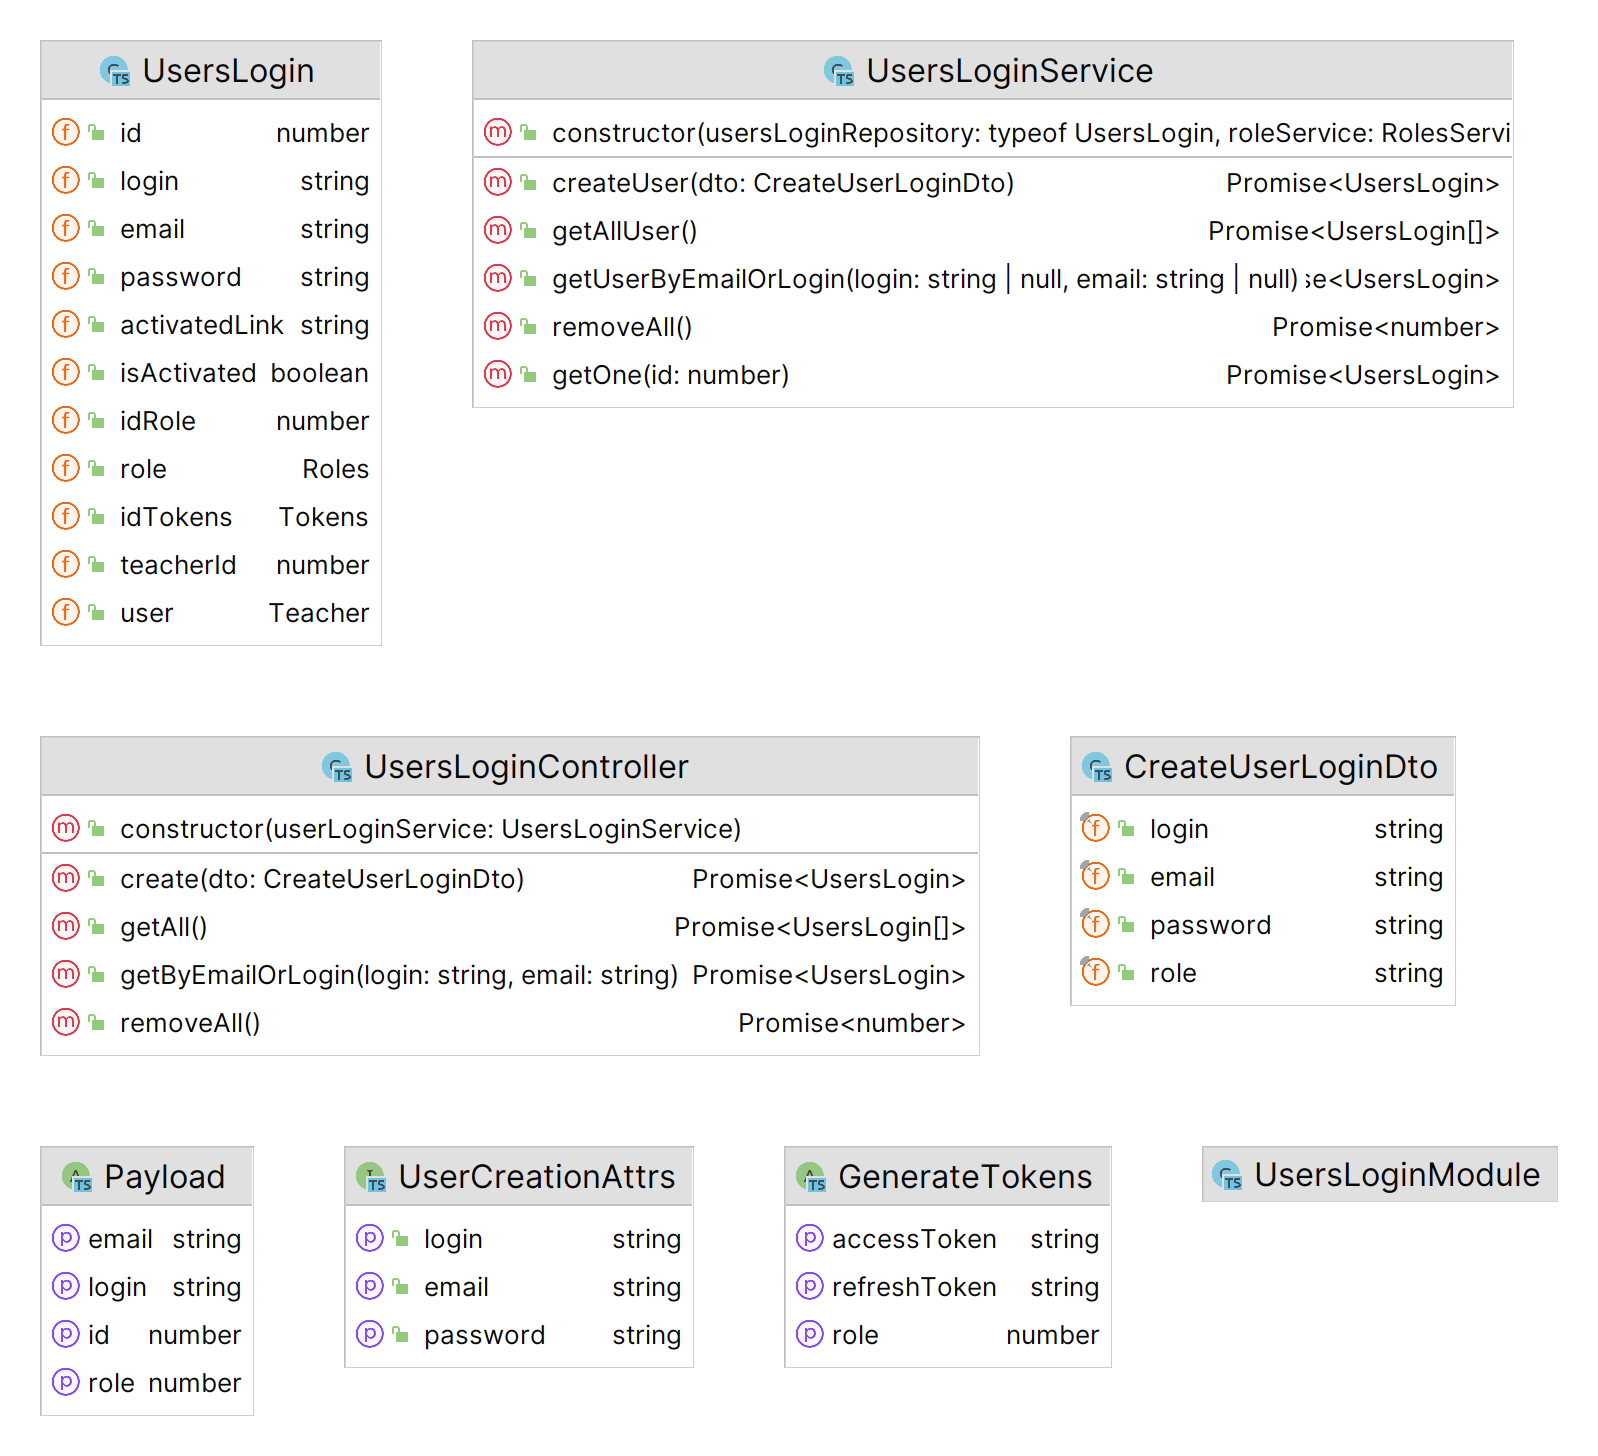 UsersLogin
id number
login string
email string
password string
activatedLink string
isActivated boolean
idRole number
role Roles
idTokens Tokens
teacherId number
user Teacher
UsersLoginService
constructor(usersLoginRepository: typeof UsersLogin, roleService: RolesServi
createUser(dto: CreateUserLoginDto) Promise<UsersLogin>
getAllUser() Promise<UsersLogin[]>
getUserByEmailOrLogin(login: string | null, email: string | null) se<UsersLogin>
removeAll() Promise<number>
getOne(id: number) Promise<UsersLogin>
UsersLoginController
constructor(userLoginService: UsersLoginService)
create(dto: CreateUserLoginDto) Promise<UsersLogin>
getAll() Promise<UsersLogin[]>
getByEmailOrLogin(login: string, email: string) Promise<UsersLogin>
removeAll() Promise<number>
CreateUserLoginDto
login string
email string
password string
role string
Payload
email string
login string
id number
role number
UserCreationAttrs
login string
email string
password string
GenerateTokens
accessToken string
refreshToken string
role number
UsersLoginModule